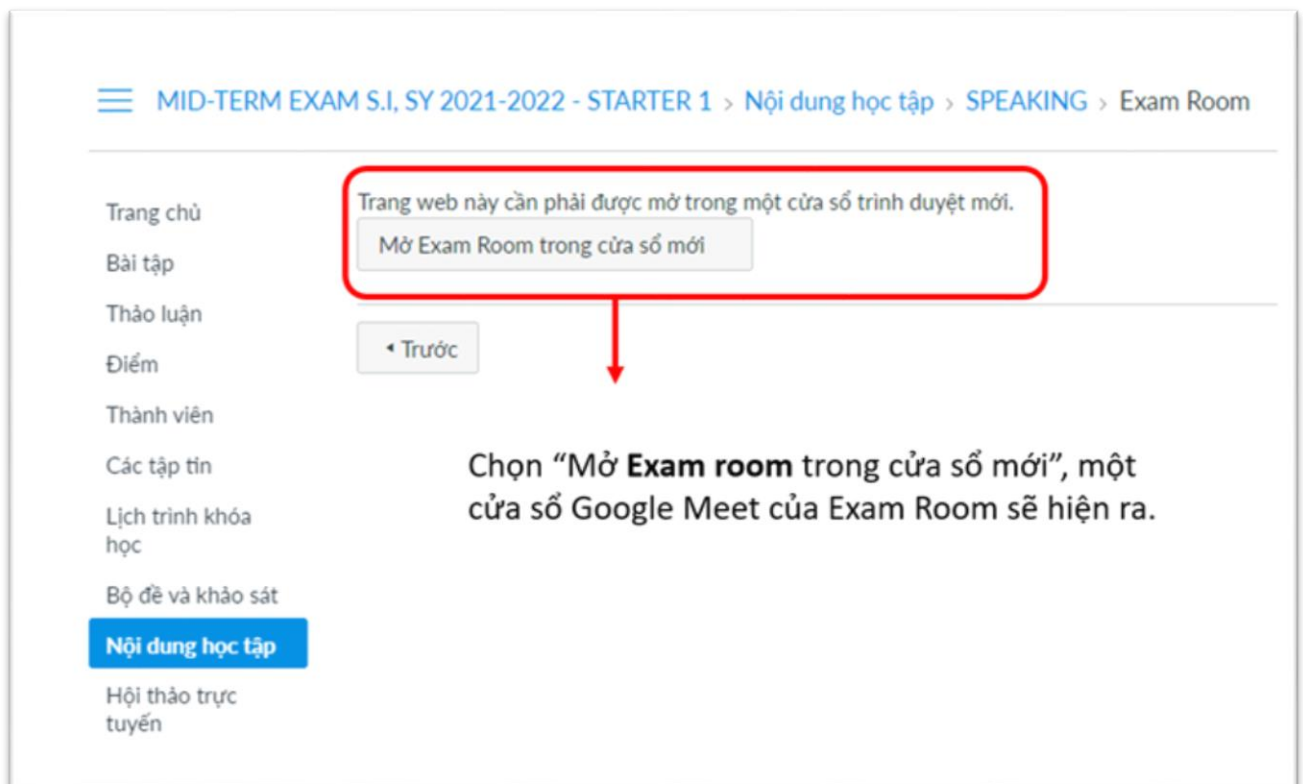 MID-TERM EXAM S.I, SY 2021-2022 - STARTER 1 > Nội dung học tập > SPEAKING > Exam Room
Trang chủ
Bài tập
Thảo luận
Điểm
Thành viên
Các tập tin
Lịch trình khóa
học
Bộ đề và khảo sát
Nội dung học tập
Hội thảo trực
tuyến
Trang web này cần phải được mở trong một cửa sổ trình duyệt mới.
Mở Exam Room trong cửa sổ mới
Trước
Chọn “Mở Exam room trong cửa sổ mới”, một
cửa sổ Google Meet của Exam Room sẽ hiện ra.